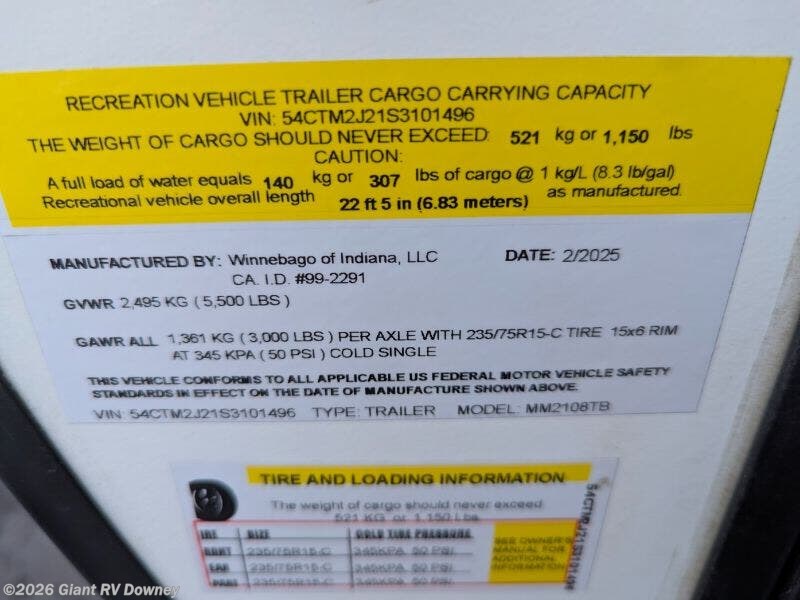 RECREATION VEHICLE TRAILER CARGO CARRYING CAPACITY
VIN: 54CTM2J21S3101496
THE WEIGHT OF CARGO SHOULD NEVER EXCEED: 521 kg or 1,150 lbs
CAUTION:
A full load of water equals 140 kg or 307 lbs of cargo @ 1 kg/L (8.3 lb/gal)
Recreational vehicle overall length 22 ft 5 in (6.83 meters) as manufactured.
MANUFACTURED BY: Winnebago of Indiana, LLC DATE: 2/2025
CA. I.D. #99-2291
GVWR 2,495 KG ( 5,500 LBS )
GAWR ALL 1,361 KG ( 3,000 LBS ) PER AXLE WITH 235/75R15-C TIRE 15x6 RIM
AT 345 KPA ( 50 PSI ) COLD SINGLE
THIS VEHICLE CONFORMS TO ALL APPLICABLE US FEDERAL MOTOR VEHICLE SAFETY
STANDARDS IN EFFECT ON THE DATE OF MANUFACTURE SHOWN ABOVE.
VIN: 54CTM2J21S3101496 TYPE: TRAILER MODEL: MM2108TB
TIRE AND LOADING INFORMATION
The weight of cargo should never exceed
521 KG or 1,150 Lbs
SIZE COLD TIRE PRESSURE
235/75R15-C 345KPA 50 PSI
235/75R15-C 345KPA 50 PSI
235/75R15-C 345KPA 50 PSI
SEE OWNER'S
MANUAL FOR
ADDITIONAL
INFORMATION
54CTM2J21S3101496
©2026 Giant RV Downey